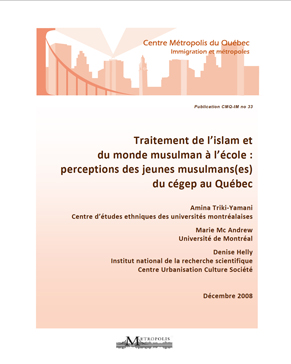 Centre Métropolis du Québec
Immigration et métropoles
Publication CMQ-IM no 33
Traitement de l'islam et
du monde musulman à l'école :
perceptions des jeunes musulmans(es)
du cégep au Québec
Amina Triki-Yamani
Centre d'études ethniques des universités montréalaises
Marie Mc Andrew
Université de Montréal
Denise Helly
Institut national de la recherche scientifique
Centre Urbanisation Culture Société
Décembre 2008
METROPOLIS